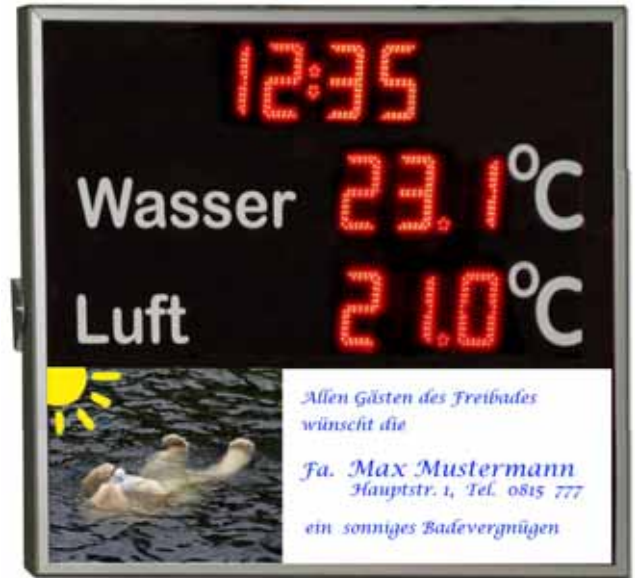 12:35
Wasser 23.1°C
Luft 21.0°C
Allen Gästen des Freibades
wünscht die
Fa. Max Mustermann
Hauptstr. 1, Tel. 0815 777
ein sonniges Badevergnügen